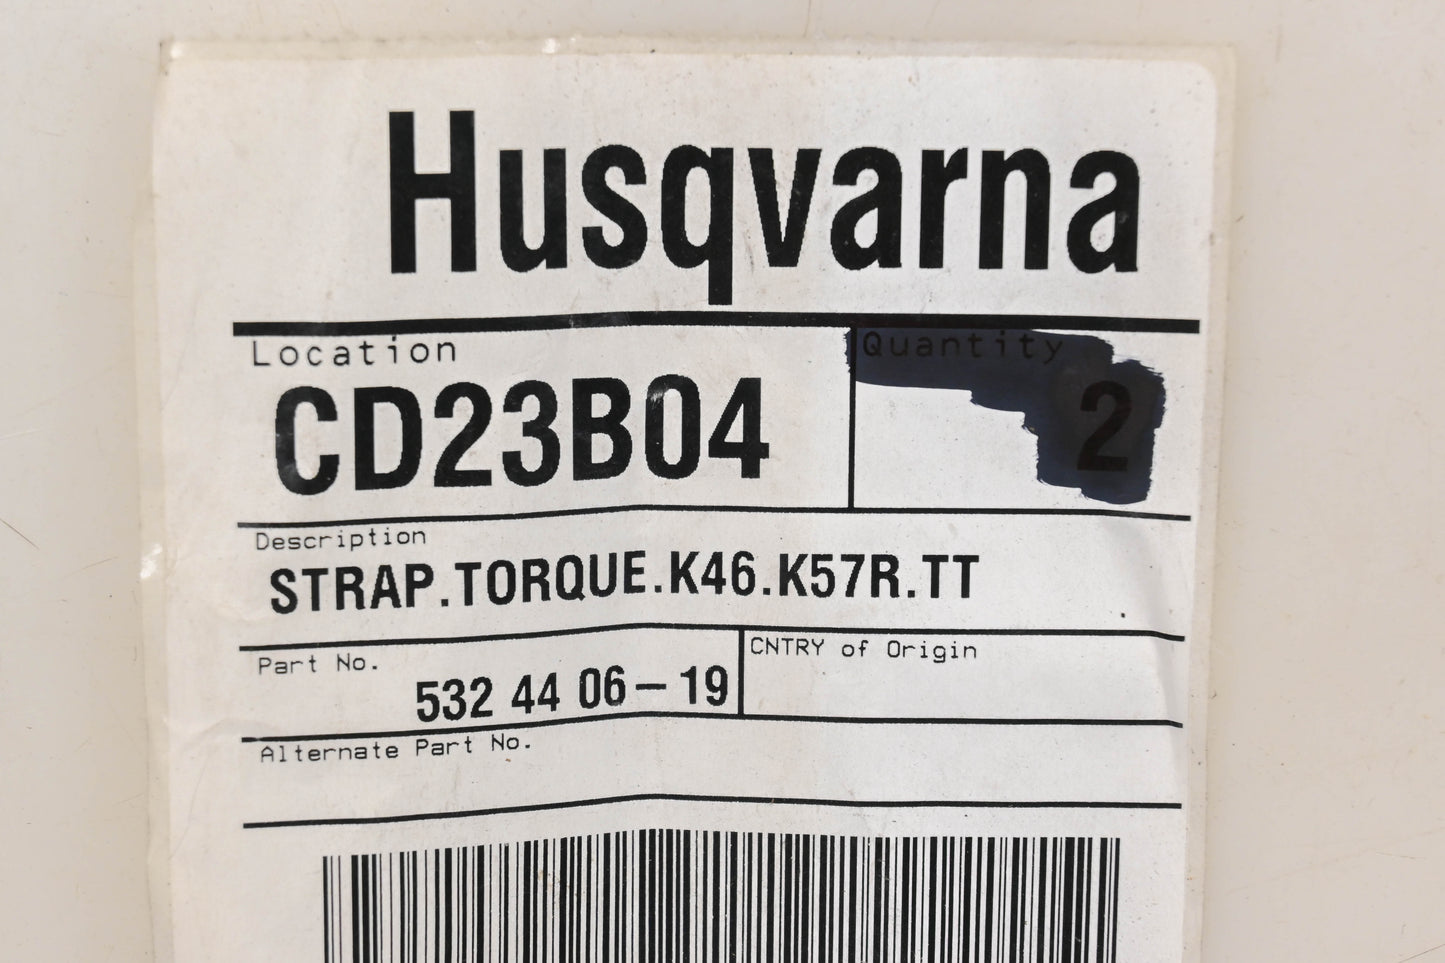 Husqvarna
Location
Quantity
CD23B04
2
Description
STRAP.TORQUE.K46.K57R.TT
Part No.
CNTRY of Origin
532 44 06-19
Alternate Part No.